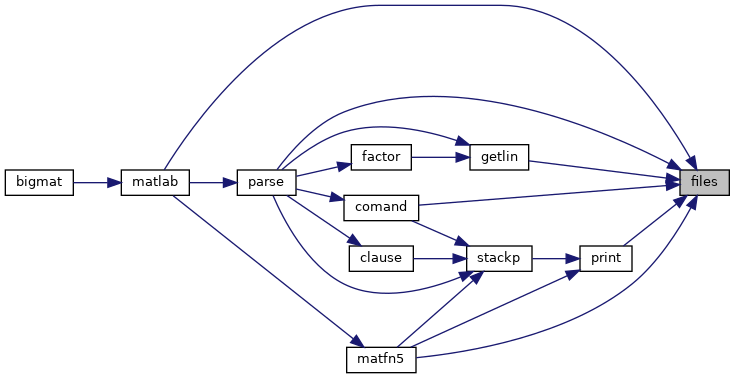 bigmat
matlab
parse
factor
getlin
files
comand
clause
stackp
print
matfn5